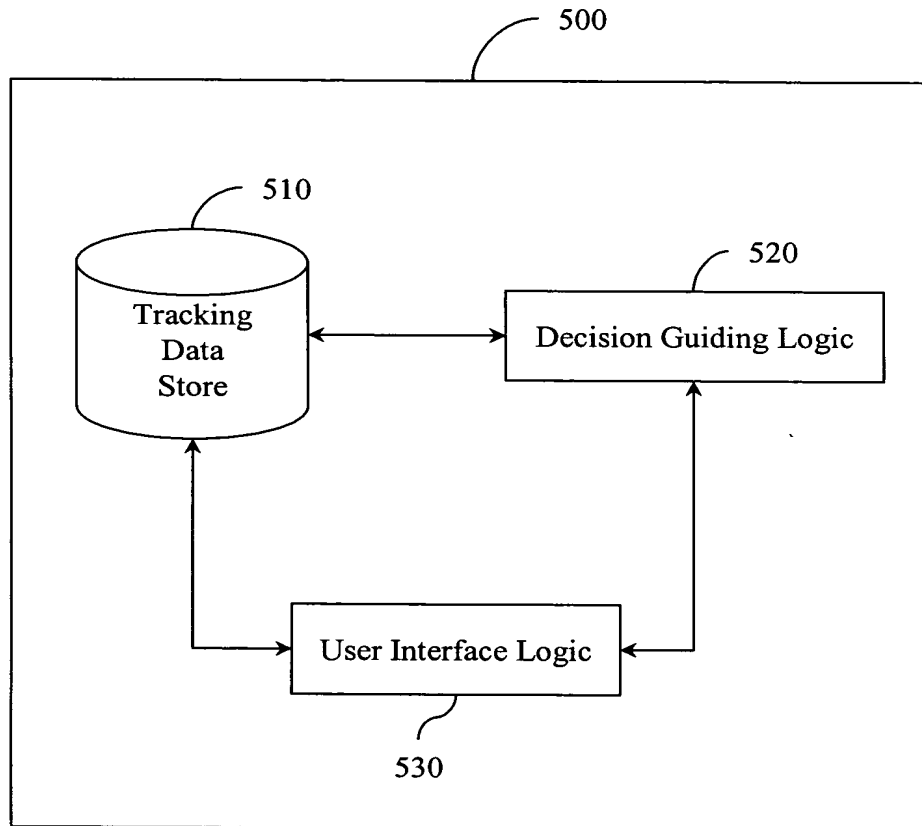 500
510
Tracking
Data
Store
520
Decision Guiding Logic
User Interface Logic
530